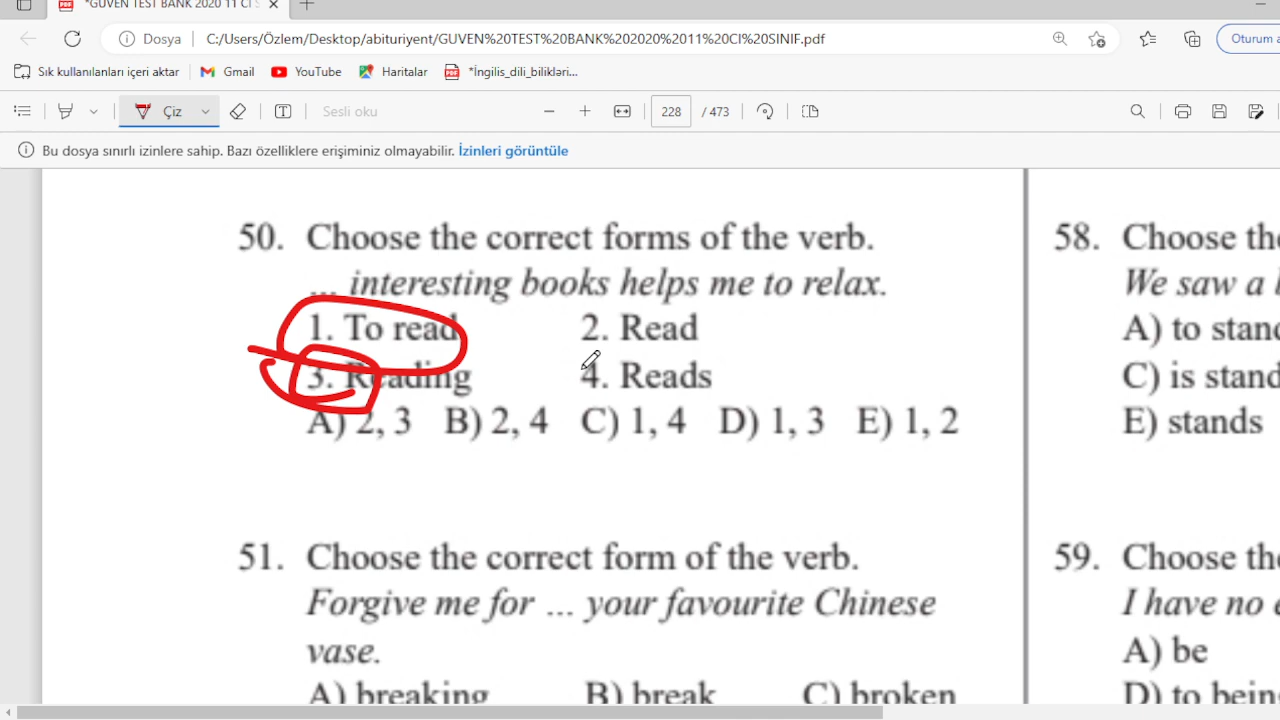 *GUVEN TEST BANK 2020 11 CI S
Dosya
C:/Users/Özlem/Desktop/abituriyent/GUVEN%20TEST%20BANK%202020%2011%20CI%20SINIF.pdf
Oturum a
Sık kullanılanları içeri aktar
Gmail
YouTube
Haritalar
*İngilis_dili_bilikləri...
Çiz
Sesli oku
228 / 473
Bu dosya sınırlı izinlere sahip. Bazı özelliklere erişiminiz olmayabilir. İzinleri görüntüle
50. Choose the correct forms of the verb.
... interesting books helps me to relax.
1. To read 2. Read
3. Reading 4. Reads
A) 2, 3 B) 2, 4 C) 1, 4 D) 1, 3 E) 1, 2
51. Choose the correct form of the verb.
Forgive me for ... your favourite Chinese
vase.
A) breaking B) break C) broken
58. Choose the
We saw a
A) to stand
C) is stand
E) stands
59. Choose the
I have no
A) be
D) to bein